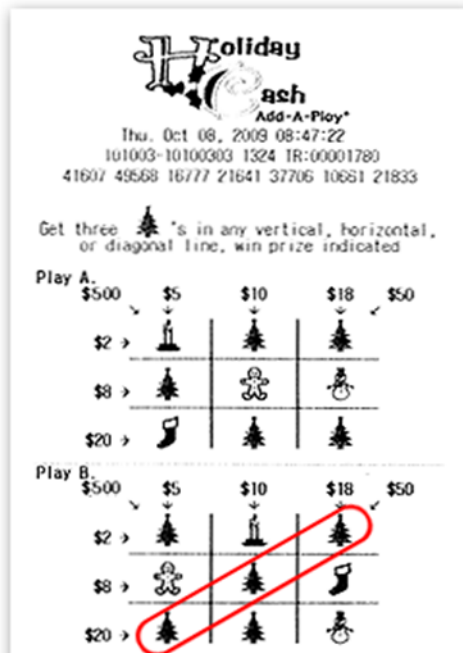 Holiday
Cash
Add-A-Play*
Thu. Oct 08, 2009 08:47:22
101003-10100303 1324 TR:00001780
41607 49568 16777 21641 37706 10661 21833
Get three 's in any vertical, horizontal,
or diagonal line, win prize indicated
Play A.
$500 $5 $10 $18 $50
$2
$8
$20
Play B.
$500 $5 $10 $18 $50
$2
$8
$20